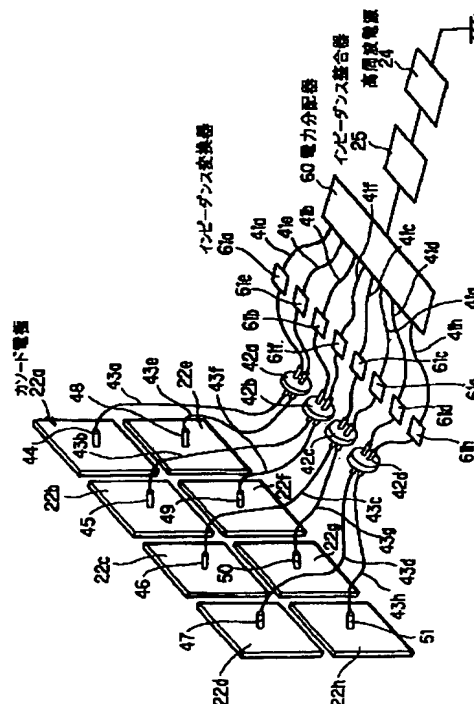 カソード電極
22a
44
43a
48
43b
43e
22e
43f
22b
42b
42a
45
49
22f
22c
42c
46
50
22g
43c
43g
42d
43d
43h
47
22d
51
22h
インピーダンス変換器
61a
41a
61e
41e
61b
41b
61f
60 電力分配器
41f
61c
41c
41d
61d
41h
61h
インピーダンス整合器
25
高周波電源
24